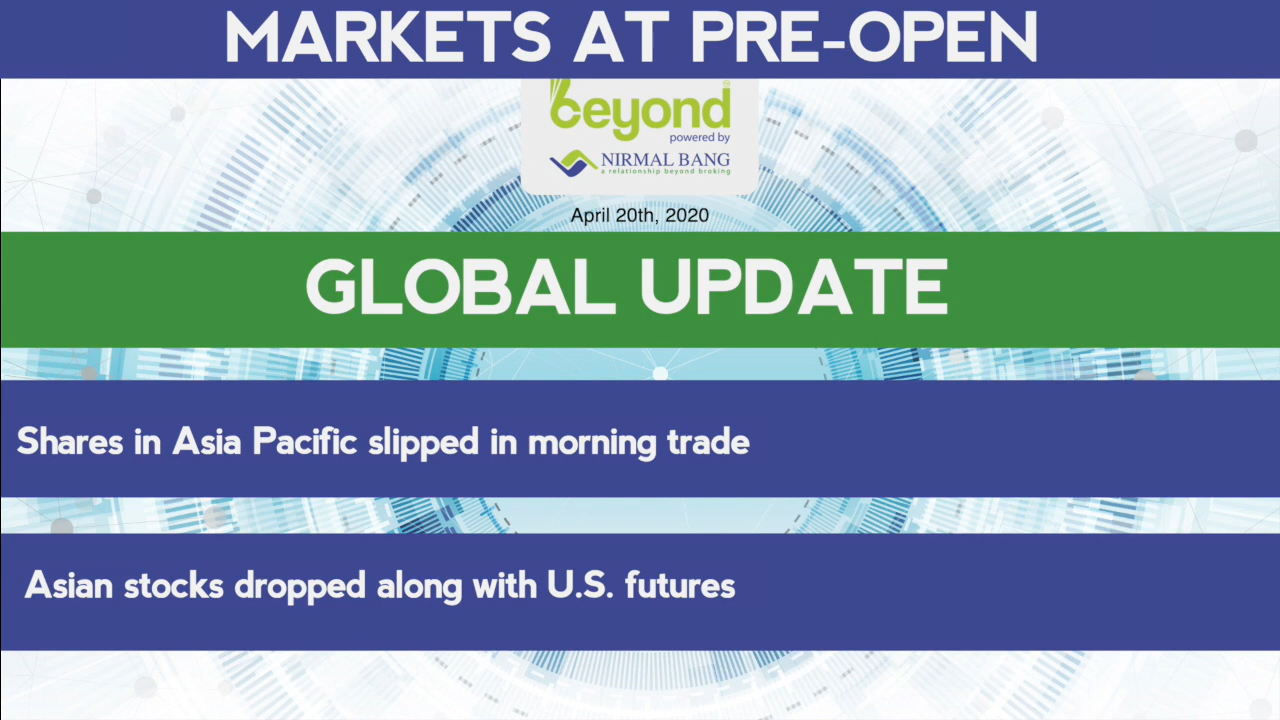 MARKETS AT PRE-OPEN
beyond
powered by
NIRMAL BANG
a relationship beyond broking
April 20th, 2020
GLOBAL UPDATE
Shares in Asia Pacific slipped in morning trade
Asian stocks dropped along with U.S. futures